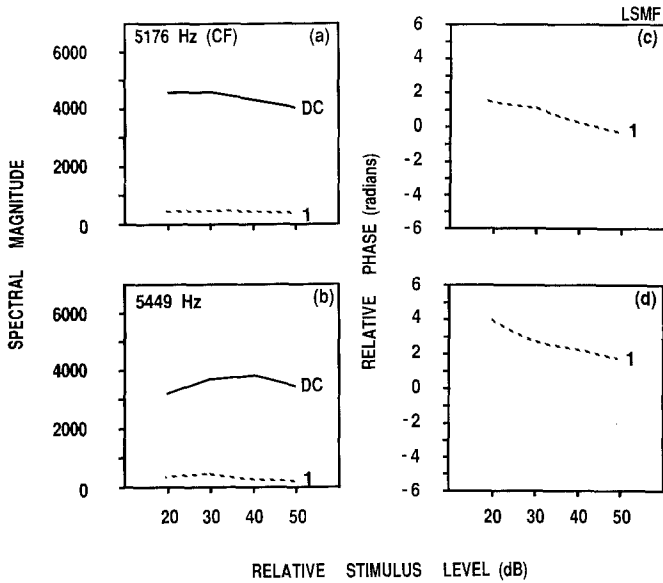 LSMF
5176 Hz (CF)
(a)
6000
4000
2000
0
DC
1
(c)
6
4
2
0
-2
-4
-6
1
SPECTRAL MAGNITUDE
RELATIVE PHASE (radians)
5449 Hz
(b)
6000
4000
2000
0
DC
1
20 30 40 50
(d)
6
4
2
0
-2
-4
-6
1
20 30 40 50
RELATIVE STIMULUS LEVEL (dB)